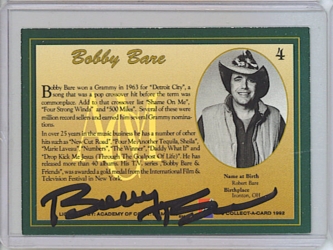 Bobby Bare
4
Bobby Bare won a Grammy in 1963 for "Detroit City", a
song that was a pop crossover hit before the term was
commonplace. Add to that crossover list "Shame On Me",
"Four Strong Winds" and "500 Miles". Several of these were
million record sellers and earned him several Grammy nomina-
tions.
In over 25 years in the music business he has a number of other
hits such as "New Cut Road", "Four Me Another Tequila, Sheila",
"Marie Laveau", "Numbers", "The Winner", "Daddy What If" and
"Drop Kick Me Jesus (Through The Goalpost Of Life)". He has
released more than 40 albums. His T.V. series, "Bobby Bare &
Friends", was awarded a gold medal from the International Film &
Television Festival in New York.
Name at Birth
Robert Bare
Birthplace
Ironton, OH
ACADEMY OF
COLLECT-A-CARD 1992